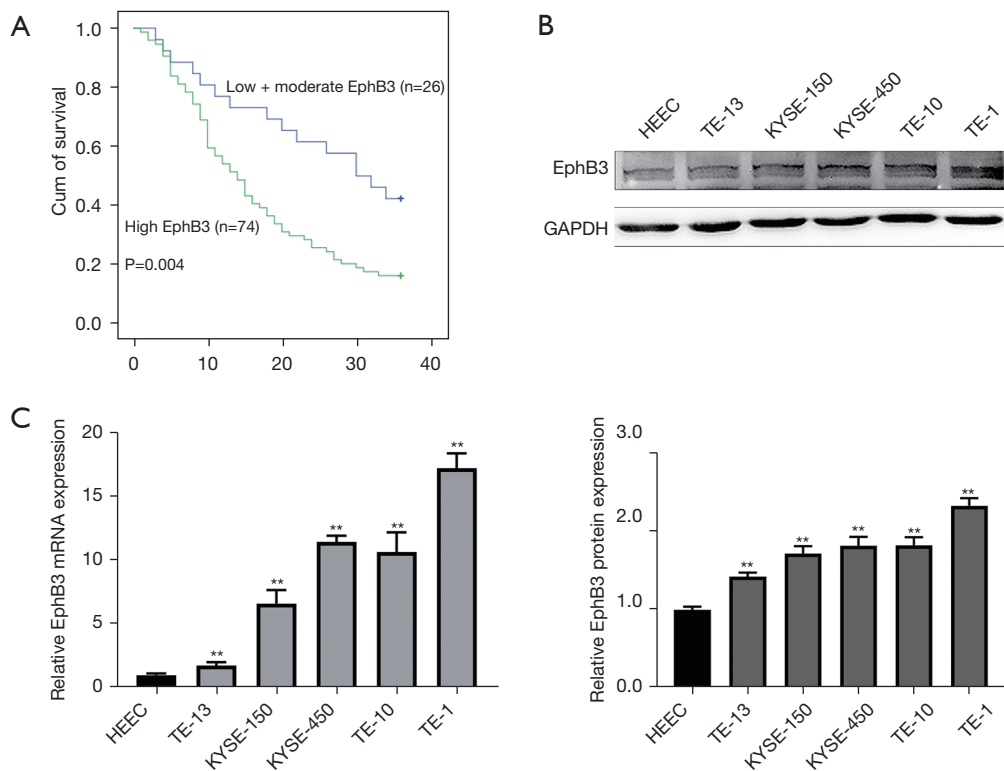 A
1.0
0.8
0.6
0.4
0.2
0.0
Cum of survival
Low + moderate EphB3 (n=26)
High EphB3 (n=74)
P=0.004
0 10 20 30 40
B
HEEC TE-13 KYSE-150 KYSE-450 TE-10 TE-1
EphB3
GAPDH
C
Relative EphB3 mRNA expression
20
15
10
5
0
** ** ** ** **
HEEC TE-13 KYSE-150 KYSE-450 TE-10 TE-1
Relative EphB3 protein expression
3.0
2.0
1.0
0.0
** ** ** ** **
HEEC TE-13 KYSE-150 KYSE-450 TE-10 TE-1